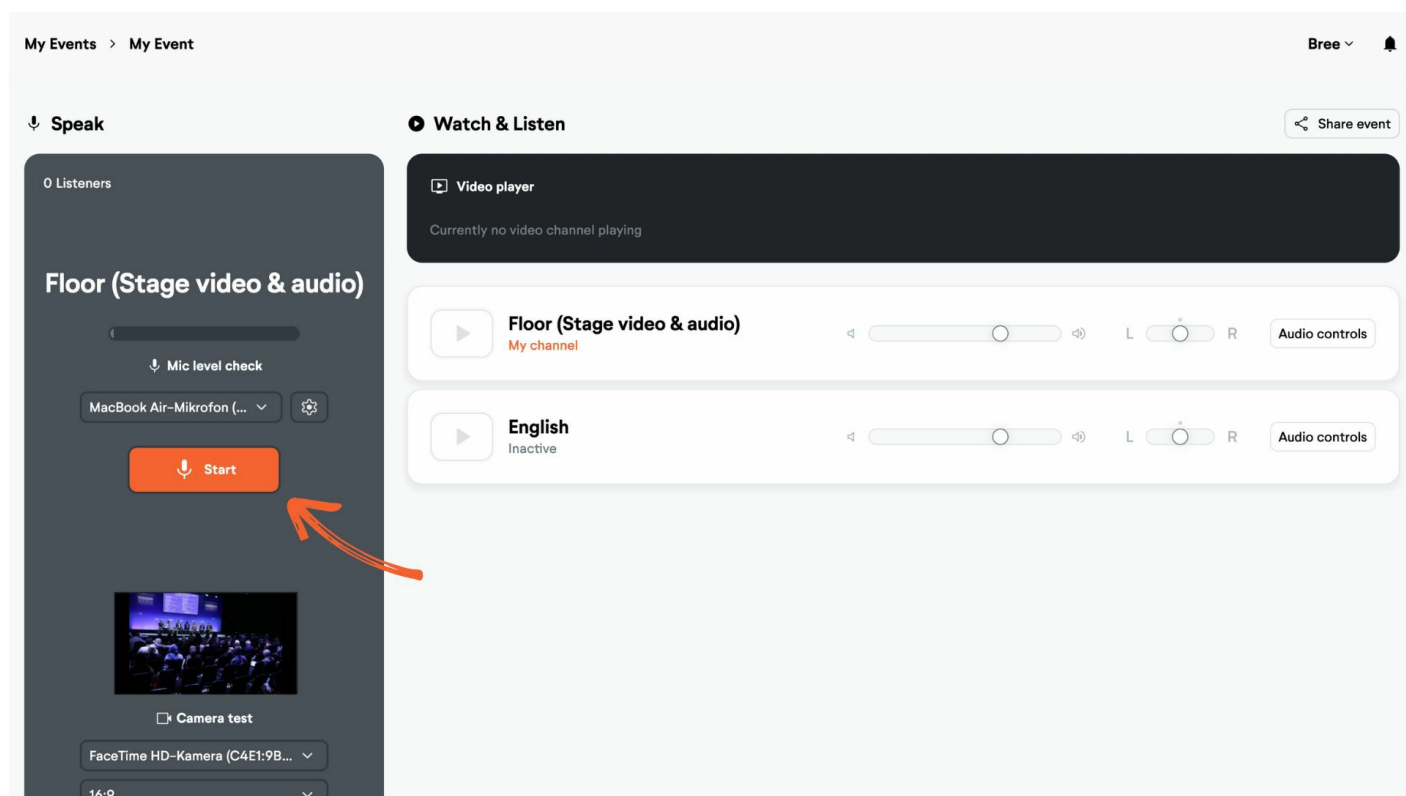 My Events > My Event
Bree
Speak
Watch & Listen
Share event
0 Listeners
Video player
Currently no video channel playing
Floor (Stage video & audio)
Mic level check
MacBook Air-Mikrofon (...
Start
Floor (Stage video & audio)
My channel
L
R
Audio controls
English
Inactive
L
R
Audio controls
Camera test
FaceTime HD-Kamera (C4E1:9B...
16:9